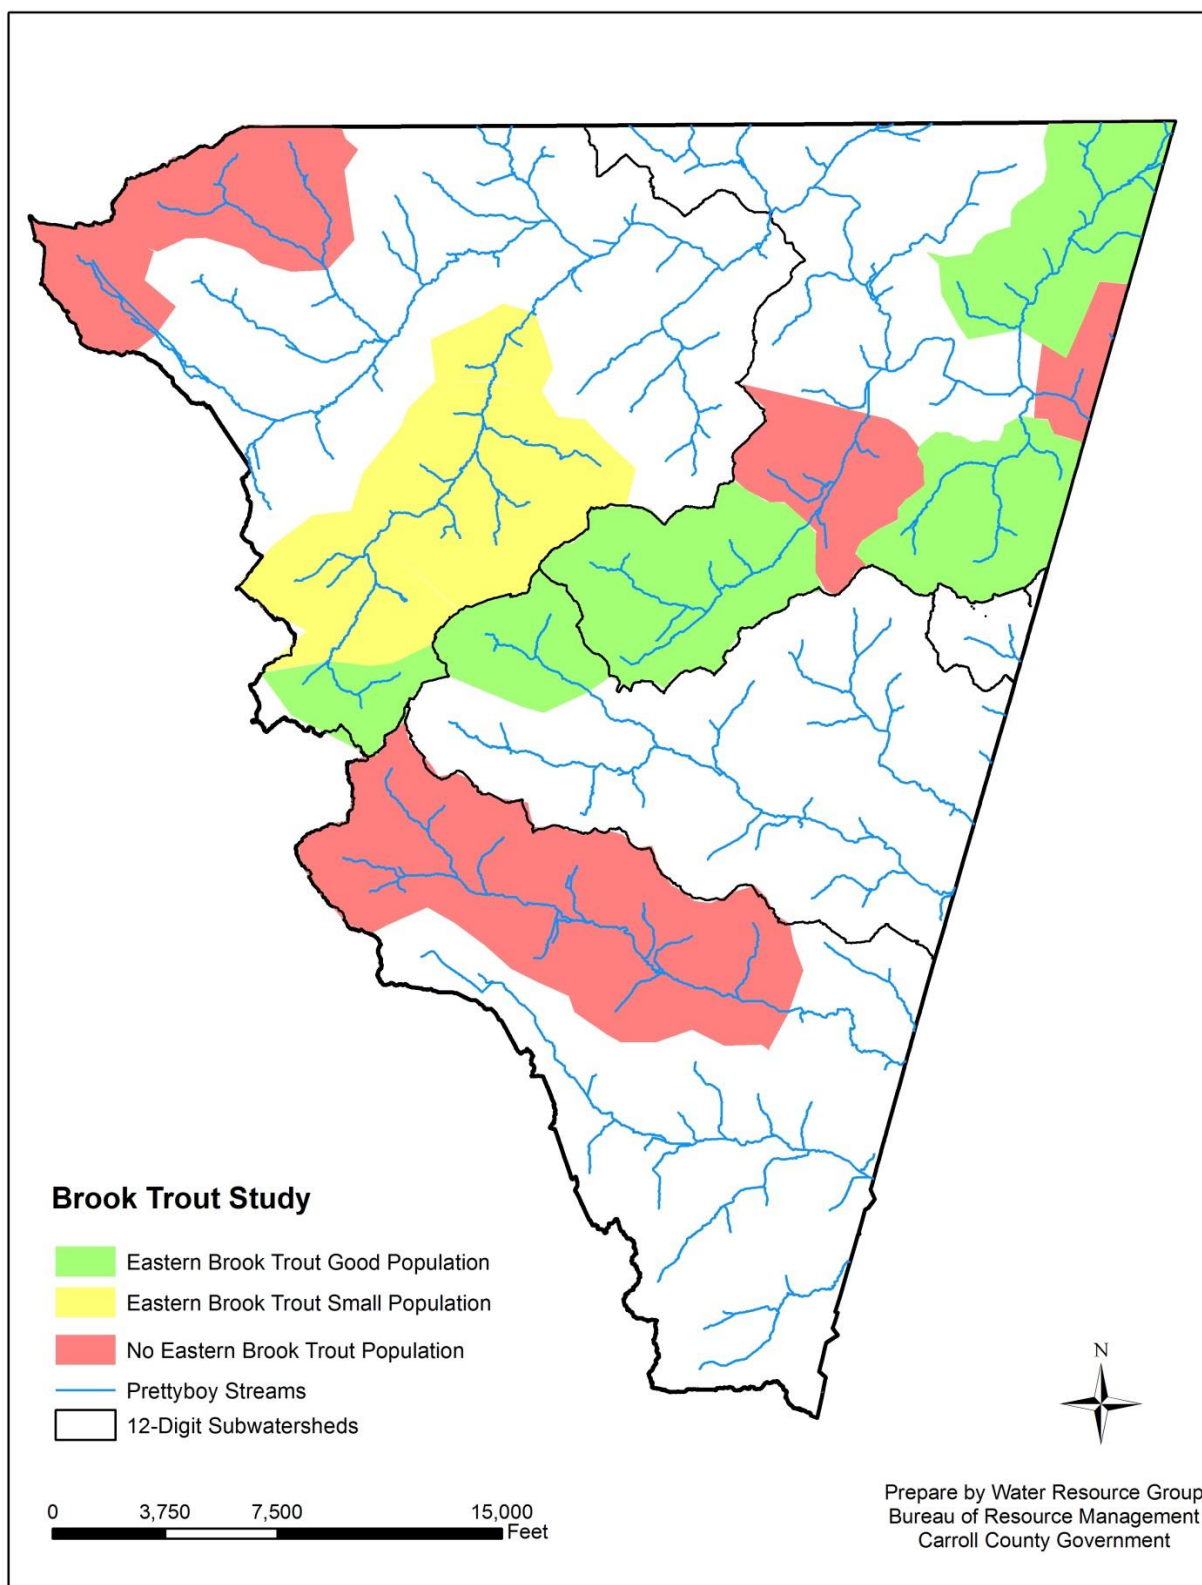 Brook Trout Study
Eastern Brook Trout Good Population
Eastern Brook Trout Small Population
No Eastern Brook Trout Population
Prettyboy Streams
12-Digit Subwatersheds
0 3,750 7,500 15,000
Feet
N
Prepare by Water Resource Group
Bureau of Resource Management
Carroll County Government